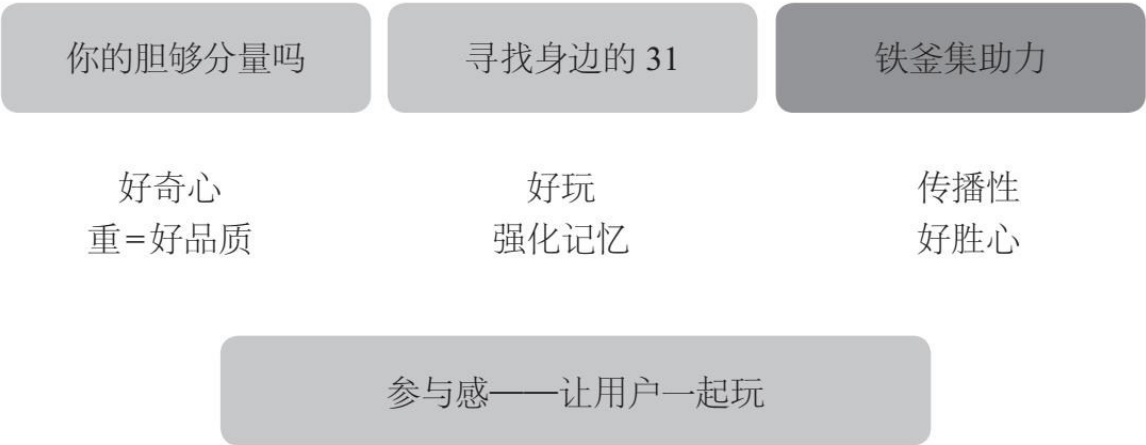 你的胆够分量吗
寻找身边的 31
铁釜集助力
好奇心
重=好品质
好玩
强化记忆
传播性
好胜心
参与感——让用户一起玩